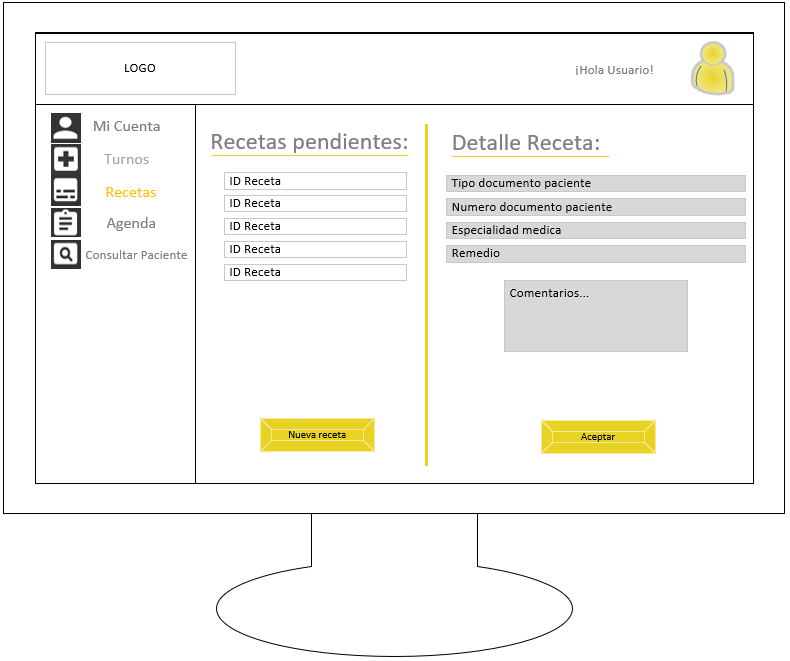 LOGO
¡Hola Usuario!
Mi Cuenta
Turnos
Recetas
Agenda
Consultar Paciente
Recetas pendientes:
ID Receta
ID Receta
ID Receta
ID Receta
ID Receta
Nueva receta
Detalle Receta:
Tipo documento paciente
Numero documento paciente
Especialidad medica
Remedio
Comentarios...
Aceptar